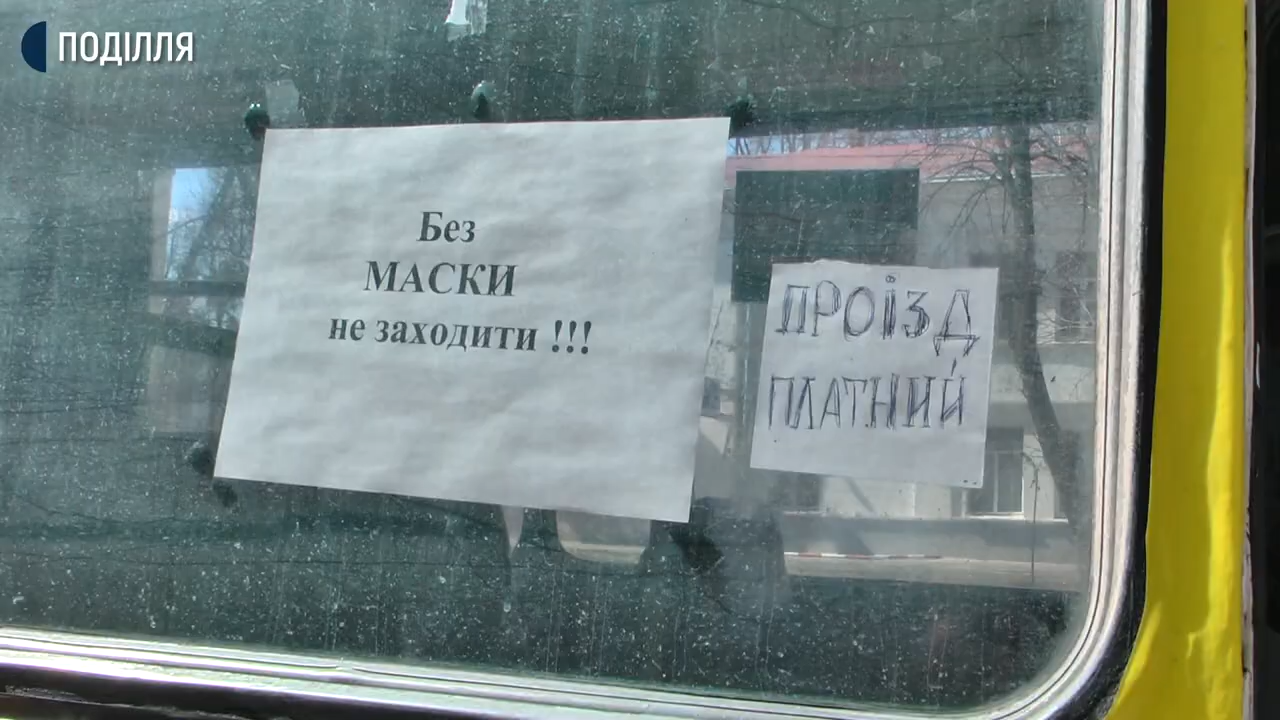 ПОДІЛЛЯ
Без
МАСКИ
не заходити !!!
ПРОЇЗД
ПЛАТНИЙ